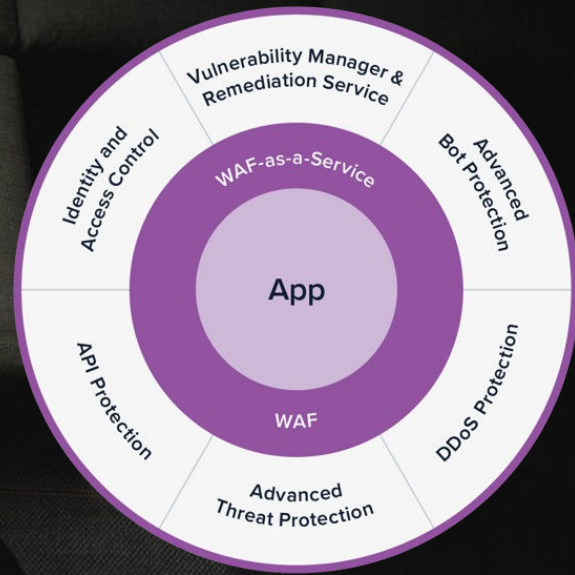 Vulnerability Manager &
Remediation Service
Advanced
Bot Protection
DDoS Protection
Advanced
Threat Protection
API Protection
Identity and
Access Control
WAF-as-a-Service
App
WAF